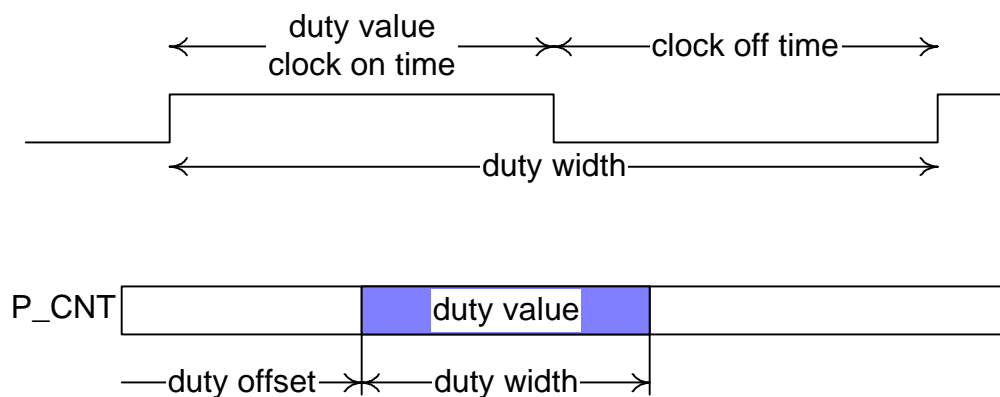 duty value
clock on time
clock off time
duty width
P_CNT
duty value
duty offset
duty width